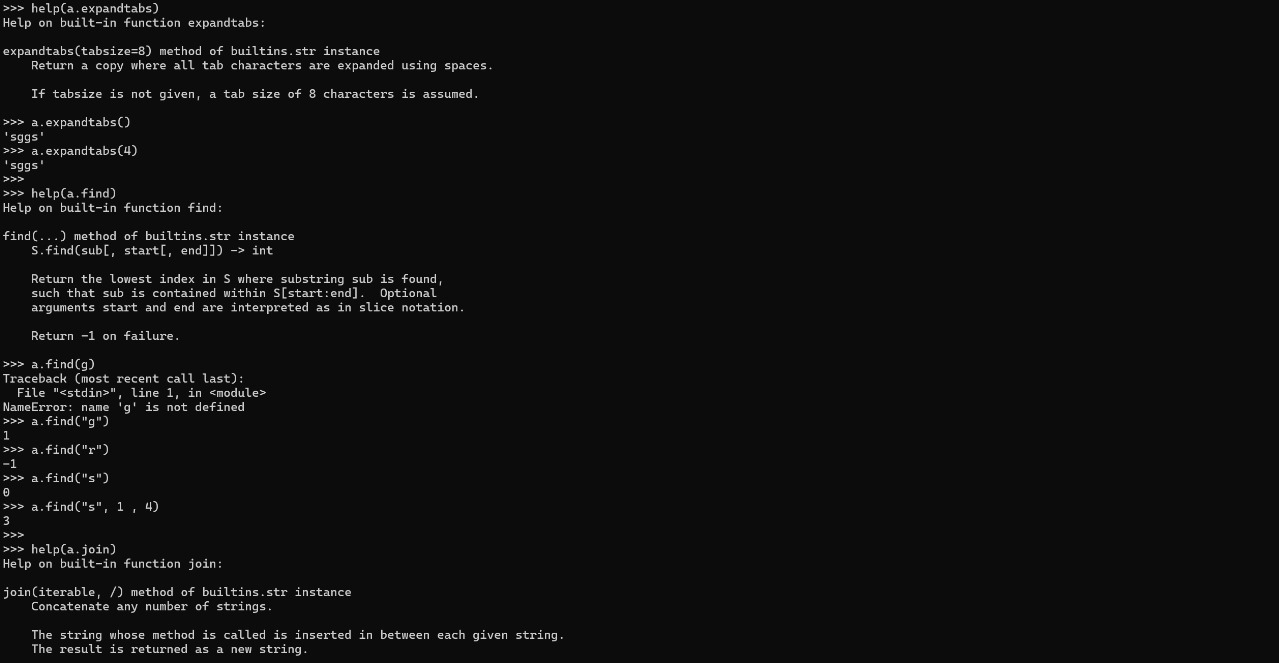 >>> help(a.expandtabs)
Help on built-in function expandtabs:

expandtabs(tabsize=8) method of builtins.str instance
    Return a copy where all tab characters are expanded using spaces.

    If tabsize is not given, a tab size of 8 characters is assumed.

>>> a.expandtabs()
'sggs'
>>> a.expandtabs(4)
'sggs'
>>>
>>> help(a.find)
Help on built-in function find:

find(...) method of builtins.str instance
    S.find(sub[, start[, end]]) -> int

    Return the lowest index in S where substring sub is found,
    such that sub is contained within S[start:end].  Optional
    arguments start and end are interpreted as in slice notation.

    Return -1 on failure.

>>> a.find(g)
Traceback (most recent call last):
  File "<stdin>", line 1, in <module>
NameError: name 'g' is not defined
>>> a.find("g")
1
>>> a.find("r")
-1
>>> a.find("s")
0
>>> a.find("s", 1 , 4)
3
>>>
>>> help(a.join)
Help on built-in function join:

join(iterable, /) method of builtins.str instance
    Concatenate any number of strings.

    The string whose method is called is inserted in between each given string.
    The result is returned as a new string.